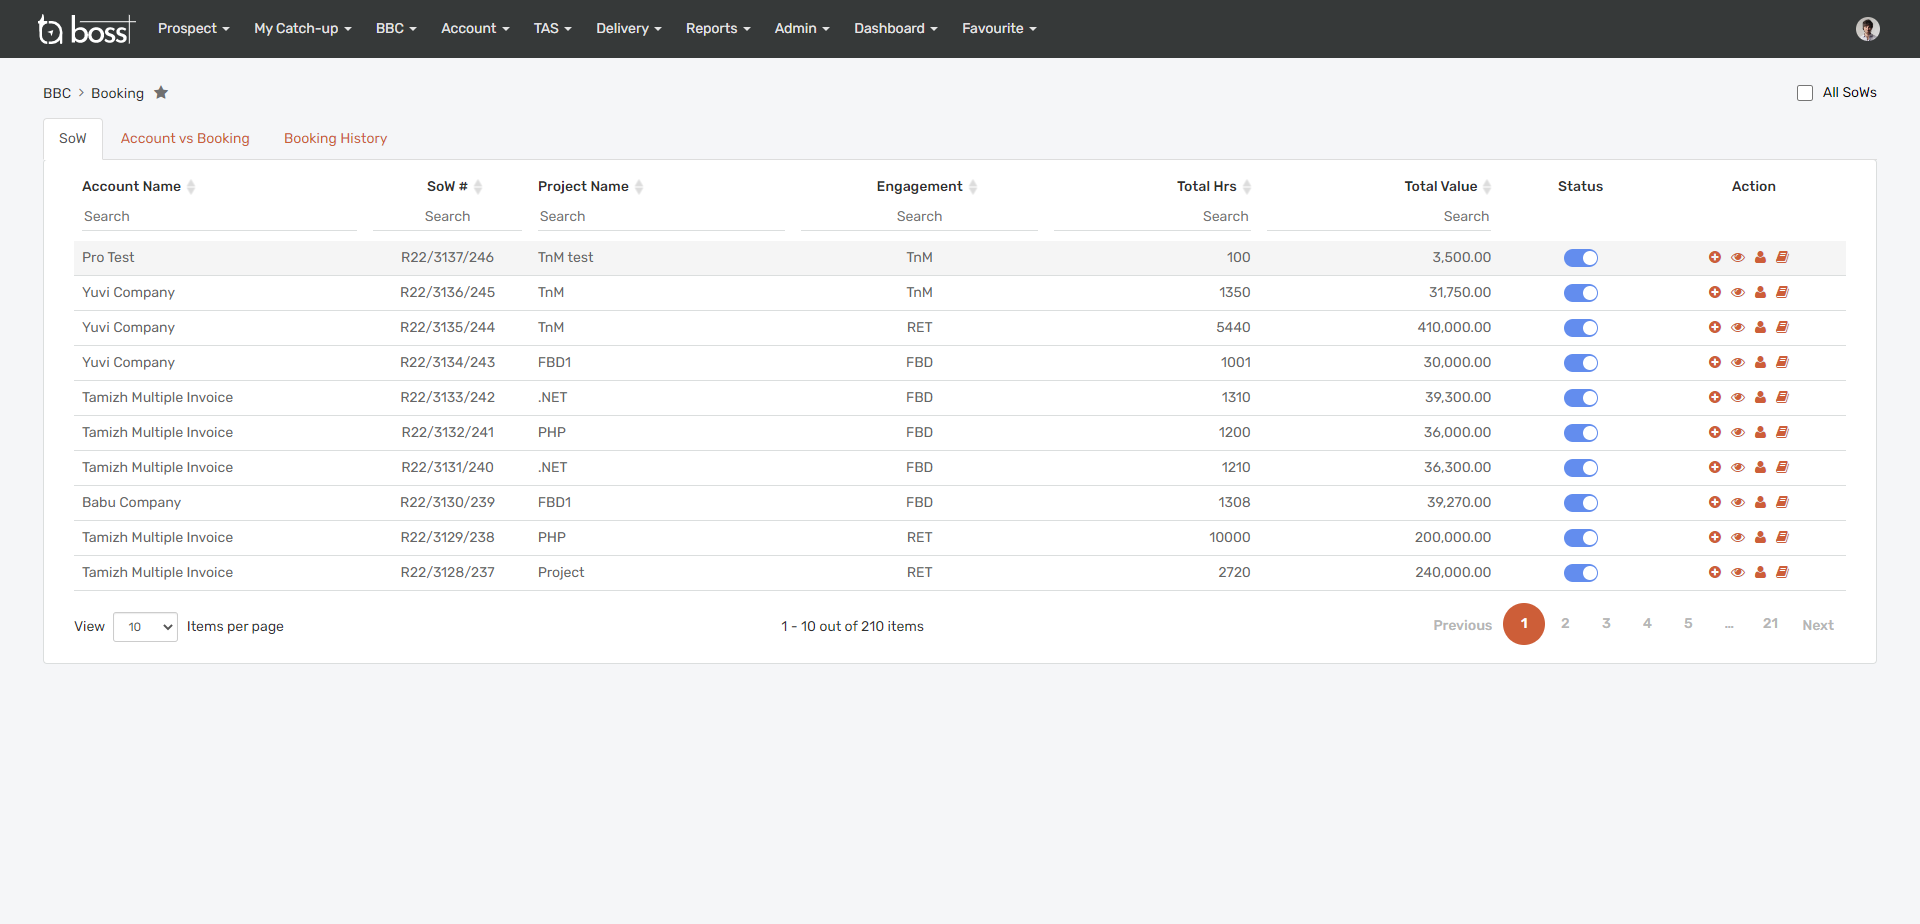 ta boss Prospect My Catch-up BBC Account TAS Delivery Reports Admin Dashboard Favourite
BBC > Booking All SoWs
SoW Account vs Booking Booking History
Account Name SoW # Project Name Engagement Total Hrs Total Value Status Action
Search Search Search Search Search Search
Pro Test R22/3137/246 TnM test TnM 100 3,500.00
Yuvi Company R22/3136/245 TnM TnM 1350 31,750.00
Yuvi Company R22/3135/244 TnM RET 5440 410,000.00
Yuvi Company R22/3134/243 FBD1 FBD 1001 30,000.00
Tamizh Multiple Invoice R22/3133/242 .NET FBD 1310 39,300.00
Tamizh Multiple Invoice R22/3132/241 PHP FBD 1200 36,000.00
Tamizh Multiple Invoice R22/3131/240 .NET FBD 1210 36,300.00
Babu Company R22/3130/239 FBD1 FBD 1308 39,270.00
Tamizh Multiple Invoice R22/3129/238 PHP RET 10000 200,000.00
Tamizh Multiple Invoice R22/3128/237 Project RET 2720 240,000.00
View 10 Items per page 1 - 10 out of 210 items Previous 1 2 3 4 5 ... 21 Next